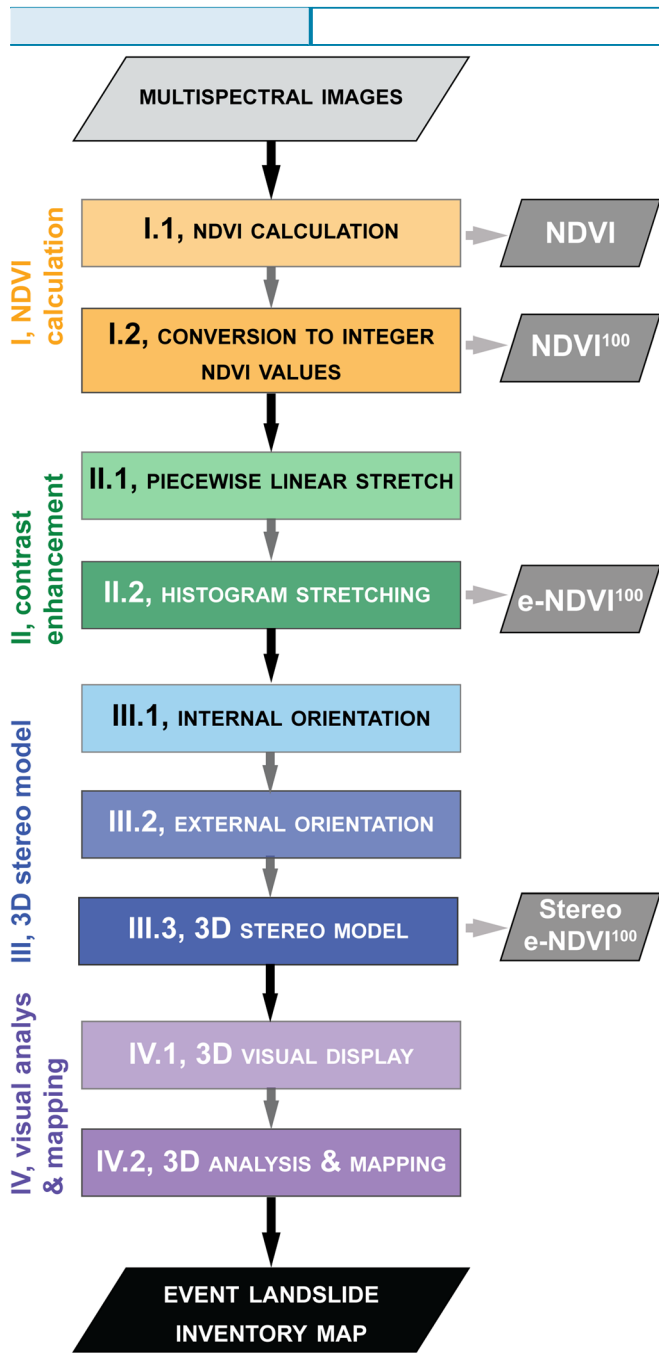 MULTISPECTRAL IMAGES
I, NDVI
calculation
I.1, NDVI CALCULATION
NDVI
I.2, CONVERSION TO INTEGER
NDVI VALUES
NDVI¹⁰⁰
II, contrast
enhancement
II.1, PIECEWISE LINEAR STRETCH
II.2, HISTOGRAM STRETCHING
e-NDVI¹⁰⁰
III, 3D stereo model
III.1, INTERNAL ORIENTATION
III.2, EXTERNAL ORIENTATION
III.3, 3D STEREO MODEL
Stereo
e-NDVI¹⁰⁰
IV, visual analys
& mapping
IV.1, 3D VISUAL DISPLAY
IV.2, 3D ANALYSIS & MAPPING
EVENT LANDSLIDE
INVENTORY MAP